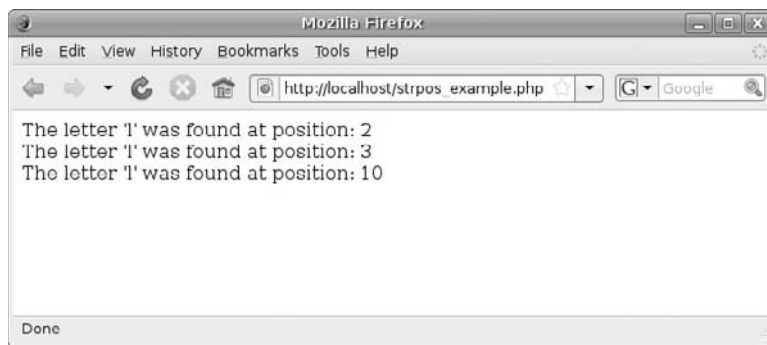 Mozilla Firefox
File Edit View History Bookmarks Tools Help
http://localhost/strpos_example.php G Google
The letter 'l' was found at position: 2
The letter 'l' was found at position: 3
The letter 'l' was found at position: 10
Done